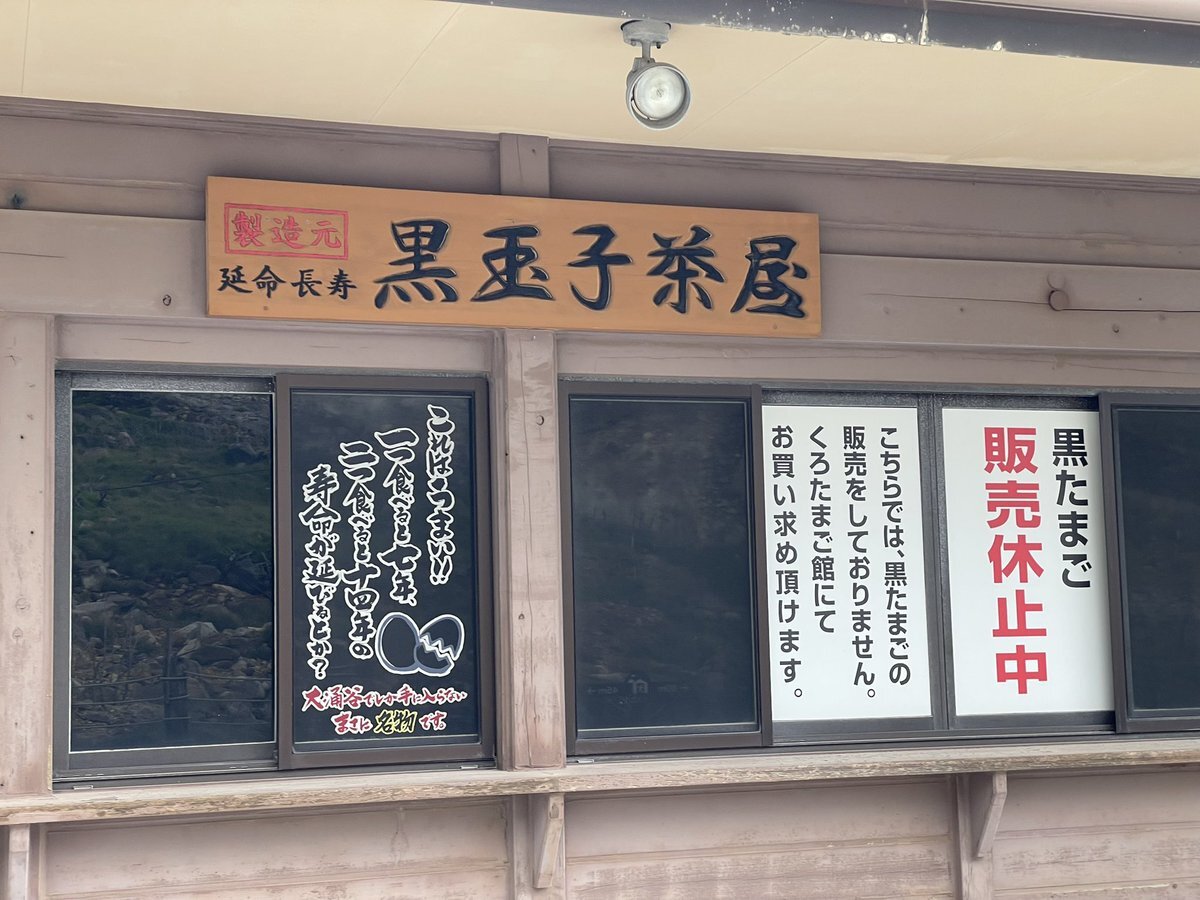 製造元
延命長寿
黒玉子茶屋
これはうまい!!
一つ食べると七年、
二つ食べると十四年の
寿命が延びるとか?
大涌谷でしか手に入らない
まさに名物です。
黒たまご
販売休止中
こちらでは、黒たまごの
販売をしておりません。
くろたまご館にて
お買い求め頂けます。